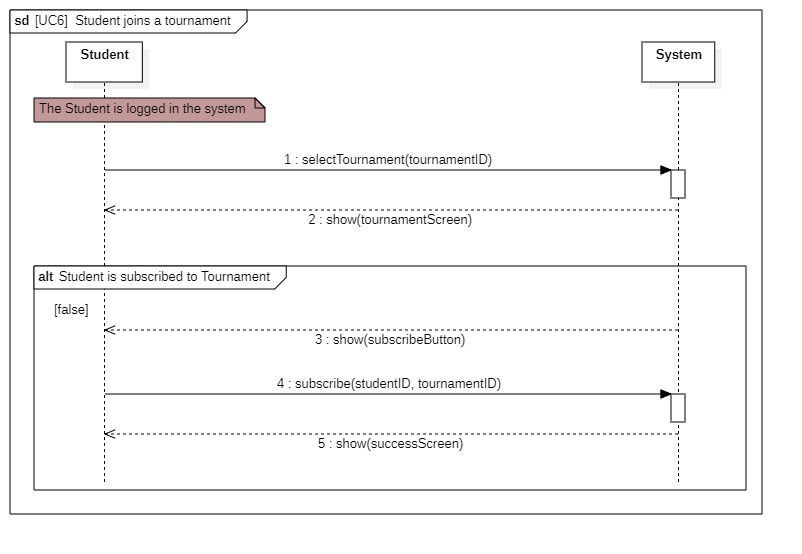 sd [UC6] Student joins a tournament
Student
System
The Student is logged in the system
1 : selectTournament(tournamentID)
2 : show(tournamentScreen)
alt Student is subscribed to Tournament
[false]
3 : show(subscribeButton)
4 : subscribe(studentID, tournamentID)
5 : show(successScreen)